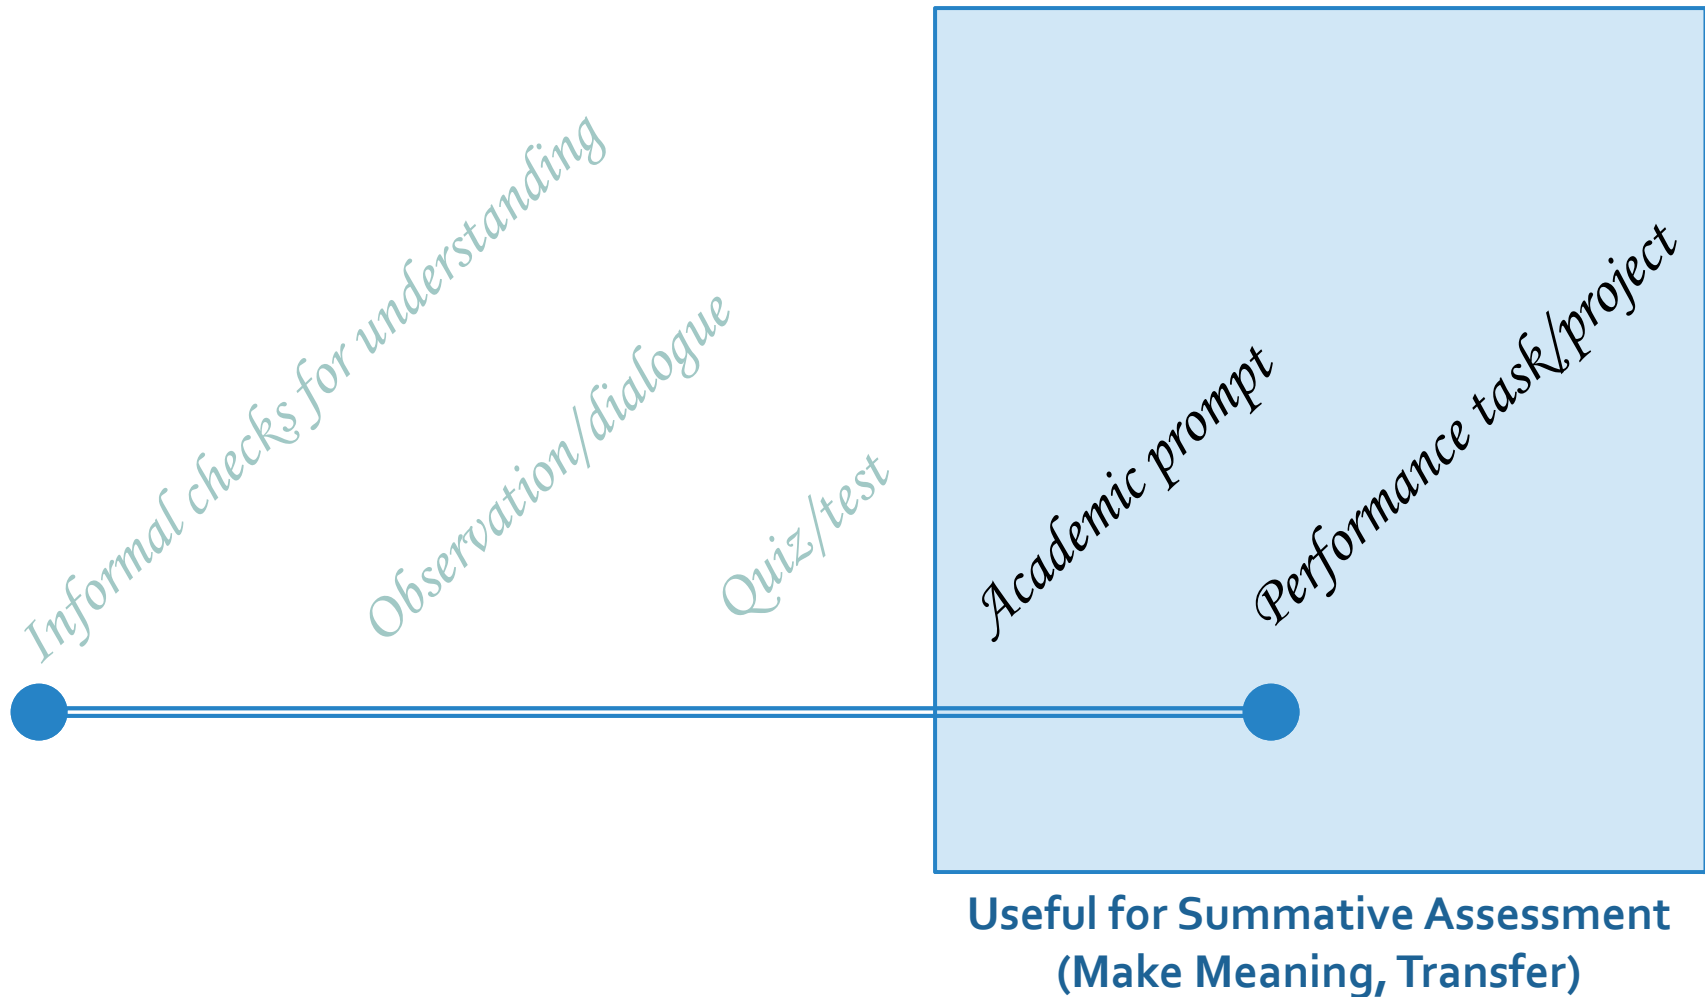 Informal checks for understanding
Observation/dialogue
Quiz/test
Academic prompt
Performance task/project
Useful for Summative Assessment
(Make Meaning, Transfer)